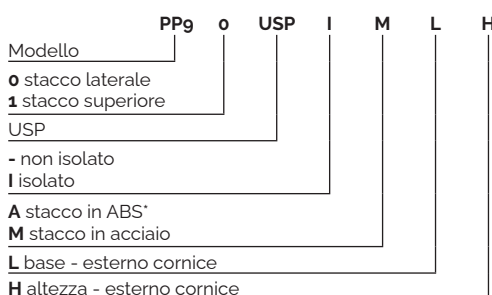 PP9 0 USP I M L H
Modello
0 stacco laterale
1 stacco superiore
USP
- non isolato
I isolato
A stacco in ABS*
M stacco in acciaio
L base - esterno cornice
H altezza - esterno cornice